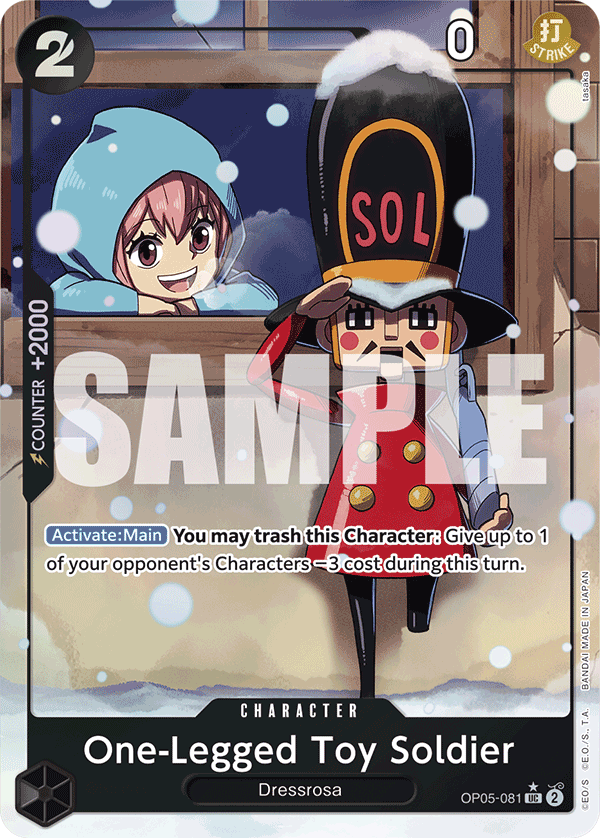 2
0
打
STRIKE
tasaka
SOL
COUNTER +2000
SAMPLE
Activate:Main You may trash this Character: Give up to 1
of your opponent's Characters −3 cost during this turn.
CHARACTER
One-Legged Toy Soldier
Dressrosa
OP05-081 ★ UC 2
©E.O/S ©E.O./S., T.A. BANDAI MADE IN JAPAN